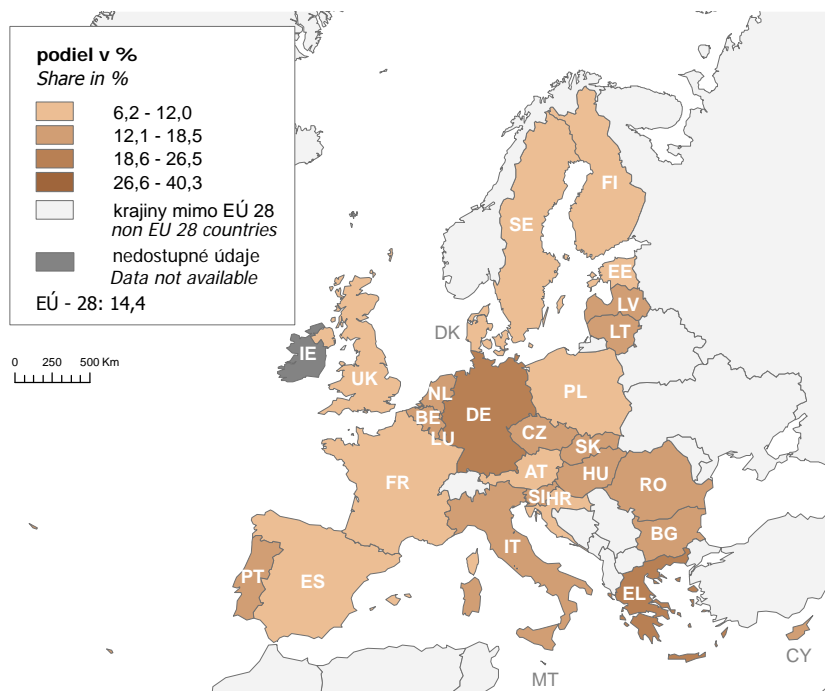 podiel v %
Share in %
6,2 - 12,0
12,1 - 18,5
18,6 - 26,5
26,6 - 40,3
krajiny mimo EÚ 28
non EU 28 countries
nedostupné údaje
Data not available
EÚ - 28: 14,4
0 250 500 Km
FI
SE
EE
LV
LT
DK
IE
UK
NL
DE
PL
BE
LU
CZ
SK
AT
HU
FR
SI
HR
RO
IT
BG
PT
ES
EL
CY
MT